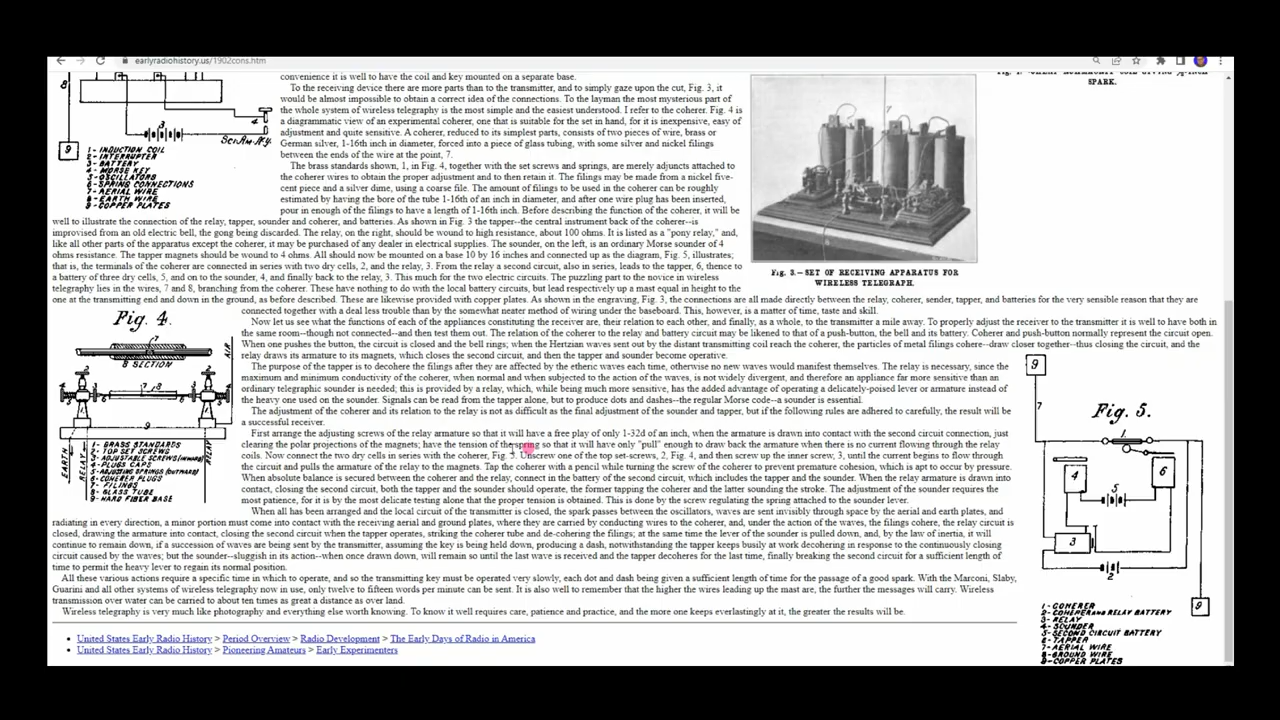 earlyradiohistory.us/1902cons.htm
8
4
3
9
1- INDUCTION COIL
2- INTERRUPTER
3- BATTERY
4- MORSE KEY
5- OSCILLATORS
6- SPRING CONNECTIONS
7- AERIAL WIRE
8- EARTH WIRE
9- COPPER PLATES
convenience it is well to have the coil and key mounted on a separate base.
To the receiving device there are more parts than to the transmitter, and to simply gaze upon the cut, Fig. 3, it
would be almost impossible to obtain a correct idea of the connections. To the layman the most mysterious part of
the whole system of wireless telegraphy is the most simple and the easiest understood. I refer to the coherer. Fig. 4 is
a diagrammatic view of an experimental coherer, one that is suitable for the set in hand, for it is inexpensive, easy of
adjustment and quite sensitive. A coherer, reduced to its simplest parts, consists of two pieces of wire, brass or
German silver, 1-16th inch in diameter, forced into a piece of glass tubing, with some silver and nickel filings
between the ends of the wire at the point, 7.
The brass standards shown, 1, in Fig. 4, together with the set screws and springs, are merely adjuncts attached to
the coherer wires to obtain the proper adjustment and to then retain it. The filings may be made from a nickel five-
cent piece and a silver dime, using a coarse file. The amount of filings to be used in the coherer can be roughly
estimated by having the bore of the tube 1-16th of an inch in diameter, and after one wire plug has been inserted,
pour in enough of the filings to have a length of 1-16th inch. Before describing the function of the coherer, it will be
well to illustrate the connection of the relay, tapper, sounder and coherer, and batteries. As shown in Fig. 3 the tapper--the central instrument back of the coherer--is
improvised from an old electric bell, the gong being discarded. The relay, on the right, should be wound to high resistance, about 100 ohms. It is listed as a "pony relay," and,
like all other parts of the apparatus except the coherer, it may be purchased of any dealer in electrical supplies. The sounder, on the left, is an ordinary Morse sounder of 4
ohms resistance. The tapper magnets should be wound to 4 ohms. All should now be mounted on a base 10 by 16 inches and connected up as the diagram, Fig. 5, illustrates;
that is, the terminals of the coherer are connected in series with two dry cells, 2, and the relay, 3. From the relay a second circuit, also in series, leads to the tapper, 6, thence to
a battery of three dry cells, 5, and on to the sounder, 4, and finally back to the relay, 3. This much for the two electric circuits. The puzzling part to the novice in wireless
telegraphy lies in the wires, 7 and 8, branching from the coherer. These have nothing to do with the local battery circuits, but lead respectively up a mast equal in height to the
one at the transmitting end and down in the ground, as before described. These are likewise provided with copper plates. As shown in the engraving, Fig. 3, the connections are all made directly between the relay, coherer, sender, tapper, and batteries for the very sensible reason that they are
connected together with a deal less trouble than by the somewhat neater method of wiring under the baseboard. This, however, is a matter of time, taste and skill.
SPARK.
Fig. 3.—SET OF RECEIVING APPARATUS FOR
WIRELESS TELEGRAPH.
Now let us see what the functions of each of the appliances constituting the receiver are, their relation to each other, and finally, as a whole, to the transmitter a mile away. To properly adjust the receiver to the transmitter it is well to have both in
the same room--though not connected--and then test them out. The relation of the coherer to the relay and battery circuit may be likened to that of a push-button, the bell and its battery. Coherer and push-button normally represent the circuit open.
When one pushes the button, the circuit is closed and the bell rings; when the Hertzian waves sent out by the distant transmitting coil reach the coherer, the particles of metal filings cohere--draw closer together--thus closing the circuit, and the
relay draws its armature to its magnets, which closes the second circuit, and then the tapper and sounder become operative.
The purpose of the tapper is to decohere the filings after they are affected by the etheric waves each time, otherwise no new waves would manifest themselves. The relay is necessary, since the
maximum and minimum conductivity of the coherer, when normal and when subjected to the action of the waves, is not widely divergent, and therefore an appliance far more sensitive than an
ordinary telegraphic sounder is needed; this is provided by a relay, which, while being much more sensitive, has the added advantage of operating a delicately-poised lever or armature instead of
the heavy one used on the sounder. Signals can be read from the tapper alone, but to produce dots and dashes--the regular Morse code--a sounder is essential.
The adjustment of the coherer and its relation to the relay is not as difficult as the final adjustment of the sounder and tapper, but if the following rules are adhered to carefully, the result will be
a successful receiver.
First arrange the adjusting screws of the relay armature so that it will have a free play of only 1-32d of an inch, when the armature is drawn into contact with the second circuit connection, just
clearing the polar projections of the magnets; have the tension of the spring so that it will have only "pull" enough to draw back the armature when there is no current flowing through the relay
coils. Now connect the two dry cells in series with the coherer, Fig. 5. Unscrew one of the top set-screws, 2, Fig. 4, and then screw up the inner screw, 3, until the current begins to flow through
the circuit and pulls the armature of the relay to the magnets. Tap the coherer with a pencil while turning the screw of the coherer to prevent premature cohesion, which is apt to occur by pressure.
When absolute balance is secured between the coherer and the relay, connect in the battery of the second circuit, which includes the tapper and the sounder. When the relay armature is drawn into
contact, closing the second circuit, both the tapper and the sounder should operate, the former tapping the coherer and the latter sounding the stroke. The adjustment of the sounder requires the
most patience, for it is by the most delicate testing alone that the proper tension is obtained. This is done by the screw regulating the spring attached to the sounder lever.
When all has been arranged and the local circuit of the transmitter is closed, the spark passes between the oscillators, waves are sent invisibly through space by the aerial and earth plates, and
radiating in every direction, a minor portion must come into contact with the receiving aerial and ground plates, where they are carried by conducting wires to the coherer, and, under the action of the waves, the filings cohere, the relay circuit is
closed, drawing the armature into contact, closing the second circuit when the tapper operates, striking the coherer tube and de-cohering the filings; at the same time the lever of the sounder is pulled down, and, by the law of inertia, it will
continue to remain down, if a succession of waves are being sent by the transmitter, assuming the key is being held down, producing a dash, notwithstanding the tapper keeps busily at work decohering in response to the continuously closing
circuit caused by the waves; but the sounder--sluggish in its action--when once drawn down, will remain so until the last wave is received and the tapper decoheres for the last time, finally breaking the second circuit for a sufficient length of
time to permit the heavy lever to regain its normal position.
All these various actions require a specific time in which to operate, and so the transmitting key must be operated very slowly, each dot and dash being given a sufficient length of time for the passage of a good spark. With the Marconi, Slaby,
Guarini and all other systems of wireless telegraphy now in use, only twelve to fifteen words per minute can be sent. It is also well to remember that the higher the wires leading up the mast are, the further the messages will carry. Wireless
transmission over water can be carried to about ten times as great a distance as over land.
Wireless telegraphy is very much like photography and everything else worth knowing. To know it well requires care, patience and practice, and the more one keeps everlastingly at it, the greater the results will be.
Fig. 4.
7
8 SECTION
AIR
9
EARTH
RELAY
1- BRASS STANDARDS
2- TOP SET SCREWS
3- ADJUSTABLE SCREWS (INWARD)
4- PLUGS CAPS
5- ADJUSTING SPRINGS (OUTWARD)
6- COHERER PLUGS
7- FILINGS
8- GLASS TUBE
9- HARD FIBER BASE
Fig. 5.
9
7
1
4
6
5
3
2
9
1- COHERER
2- COHERER AND RELAY BATTERY
3- RELAY
4- SOUNDER
5- SECOND CIRCUIT BATTERY
6- TAPPER
7- AERIAL WIRE
8- GROUND WIRE
9- COPPER PLATES
United States Early Radio History > Period Overview > Radio Development > The Early Days of Radio in America
United States Early Radio History > Pioneering Amateurs > Early Experimenters